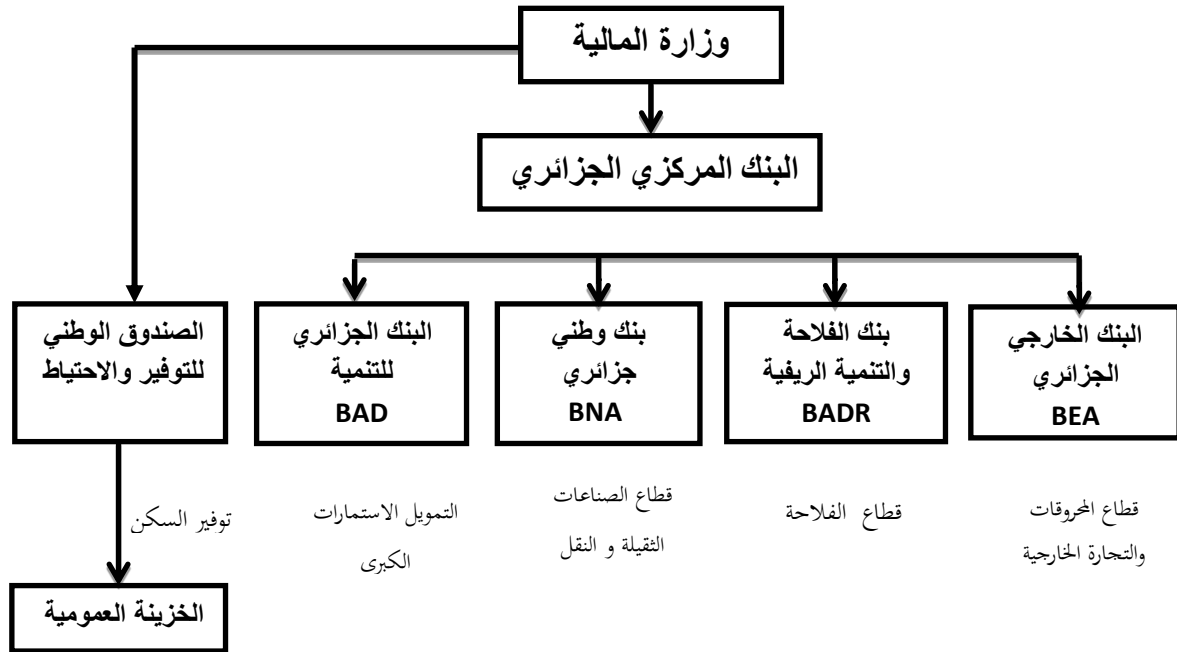 وزارة المالية
البنك المركزي الجزائري
البنك الخارجي
الجزائري
BEA
بنك الفلاحة
والتنمية الريفية
BADR
بنك وطني
جزائري
BNA
البنك الجزائري
للتنمية
BAD
الصندوق الوطني
للتوفير والاحتياط
قطاع المحروقات
والتجارة الخارجية
قطاع الفلاحة
قطاع الصناعات
الثقيلة و النقل
التمويل الاستمارات
الكبرى
توفير السكن
الخزينة العمومية